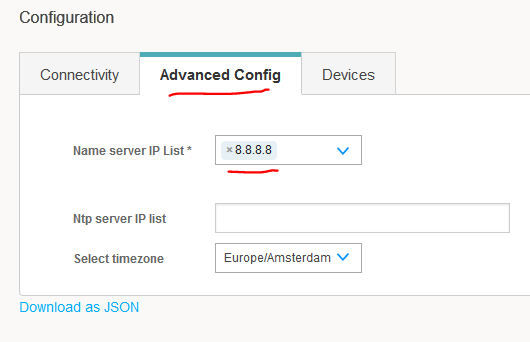 Configuration
Connectivity
Advanced Config
Devices
Name server IP List *
× 8.8.8.8
Ntp server IP list
Select timezone
Europe/Amsterdam
Download as JSON